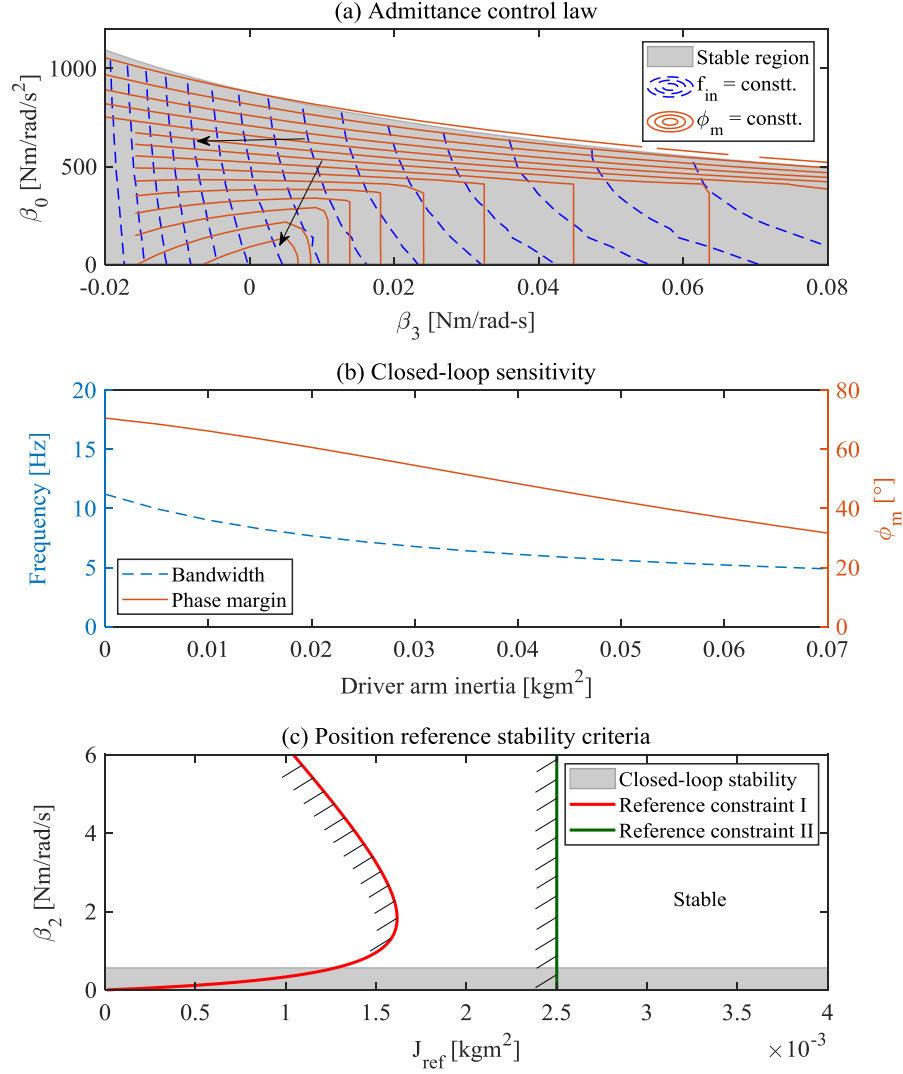 (a) Admittance control law
β₀ [Nm/rad/s²]
1000
500
0
Stable region
f_in = constt.
ϕ_m = constt.
-0.02 0 0.02 0.04 0.06 0.08
β₃ [Nm/rad-s]
(b) Closed-loop sensitivity
Frequency [Hz]
20
15
10
5
0
Bandwidth
Phase margin
80
60
40
20
0
ϕ_m [°]
0 0.01 0.02 0.03 0.04 0.05 0.06 0.07
Driver arm inertia [kgm²]
(c) Position reference stability criteria
β₂ [Nm/rad/s]
6
4
2
0
Closed-loop stability
Reference constraint I
Reference constraint II
Stable
0 0.5 1 1.5 2 2.5 3 3.5 4
J_ref [kgm²]
×10⁻³